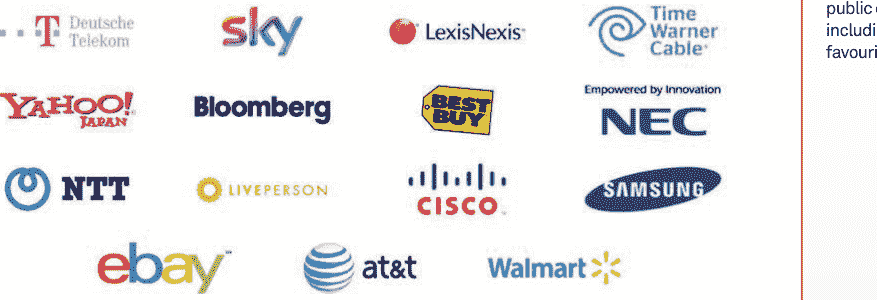 Deutsche
Telekom
sky
LexisNexis
Time
Warner
Cable
YAHOO!
JAPAN
Bloomberg
BEST
BUY
Empowered by Innovation
NEC
NTT
LIVEPERSON
CISCO
SAMSUNG
ebay
at&t
Walmart
public
includi
favouri